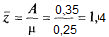 z̄ = A/μ = 0,35/0,25 = 1,4